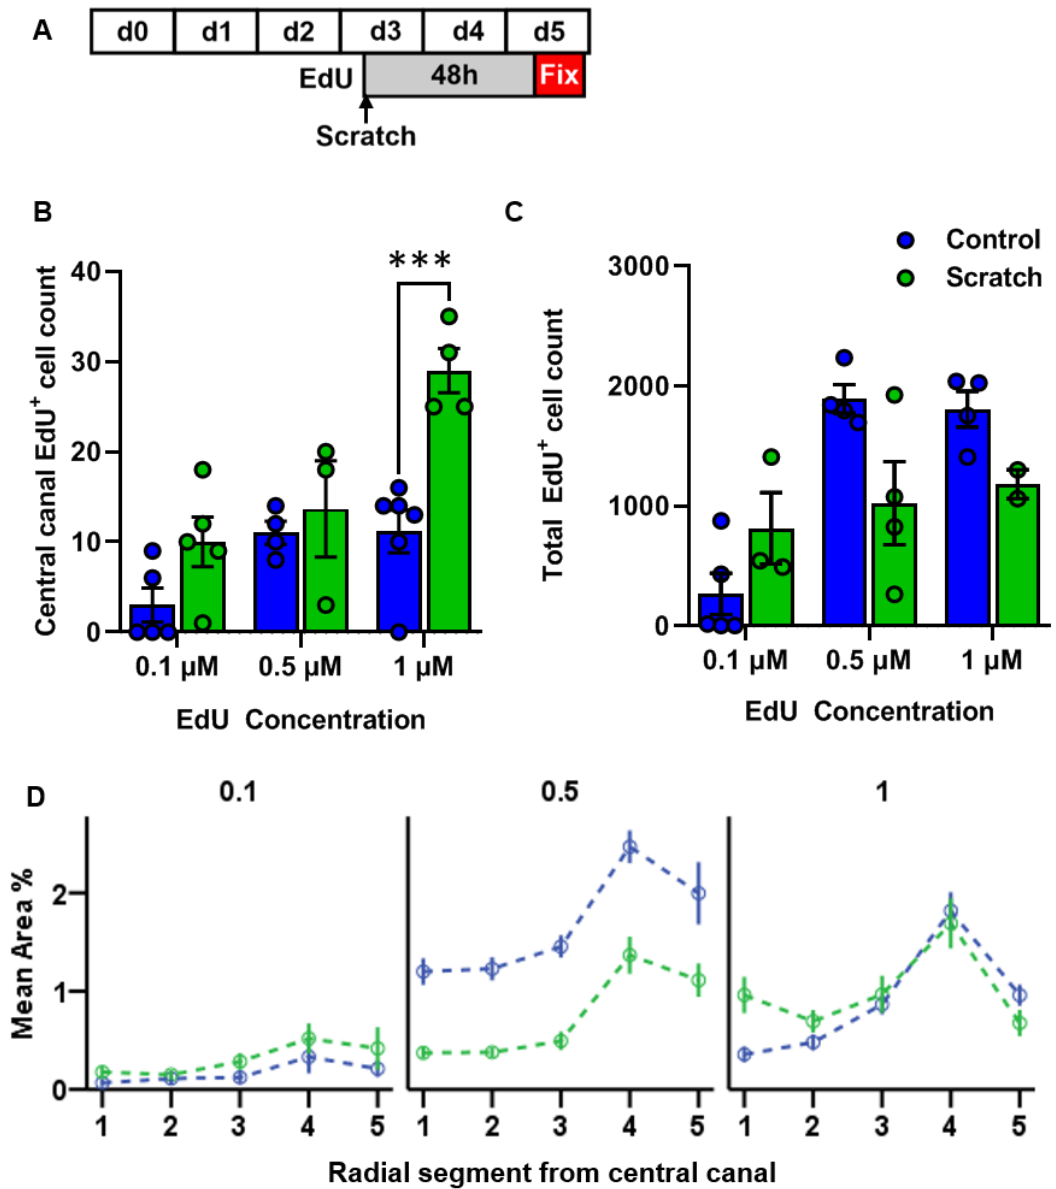 A
d0 d1 d2 d3 d4 d5
EdU 48h Fix
Scratch
B
***
40
30
20
10
0
Central canal EdU+ cell count
0.1 µM 0.5 µM 1 µM
EdU Concentration
C
Control
Scratch
3000
2000
1000
0
Total EdU+ cell count
0.1 µM 0.5 µM 1 µM
EdU Concentration
D
0.1 0.5 1
2
1
0
Mean Area %
1 2 3 4 5 1 2 3 4 5 1 2 3 4 5
Radial segment from central canal